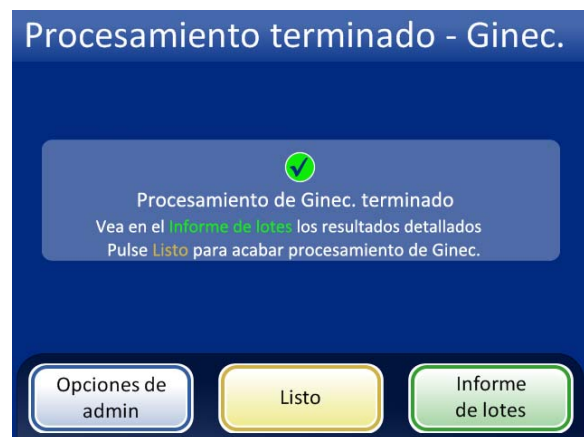 Procesamiento terminado - Ginec.
Procesamiento de Ginec. terminado
Vea en el Informe de lotes los resultados detallados
Pulse Listo para acabar procesamiento de Ginec.
Opciones de
admin
Listo
Informe
de lotes